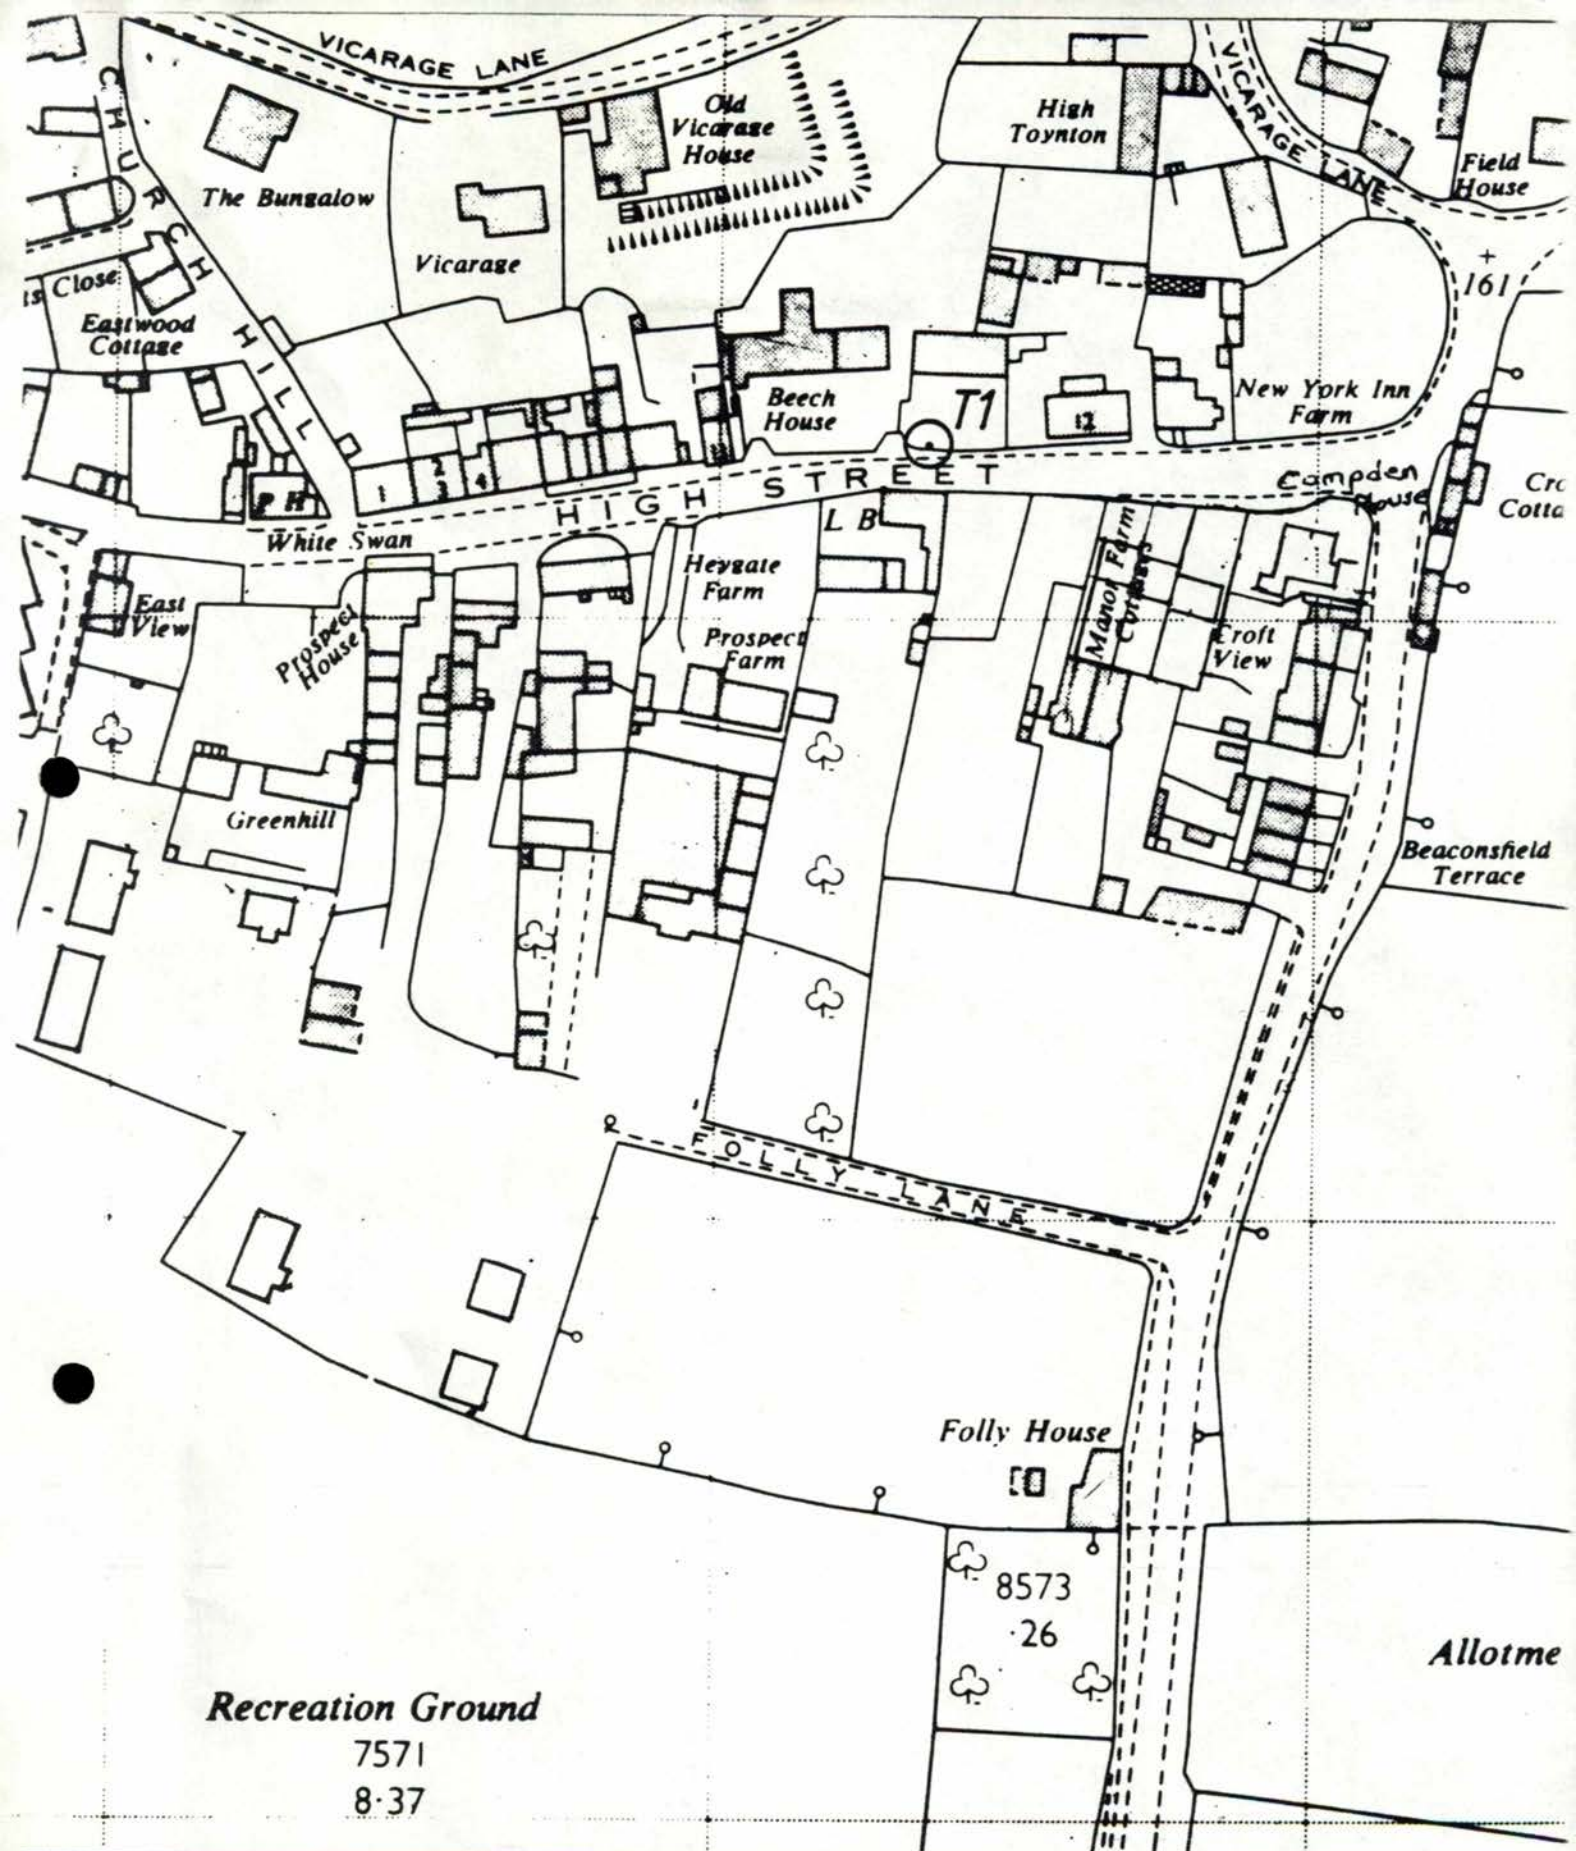 VICARAGE LANE
CHURCH HILL
The Bungalow
Old
Vicarage
House
Vicarage
High
Toynton
VICARAGE LANE
Field
House
161
Close
Eastwood
Cottage
Beech
House
T1
12
New York Inn
Farm
1
2
3
4
P H
HIGH STREET
White Swan
L B
Campden
House
Cro
Cotta
East
View
Prospect
House
Heygate
Farm
Prospect
Farm
Manor Farm
Cottages
Croft
View
Greenhill
Beaconsfield
Terrace
FOLLY LANE
Folly House
8573
·26
Allotme
Recreation Ground
7571
8·37